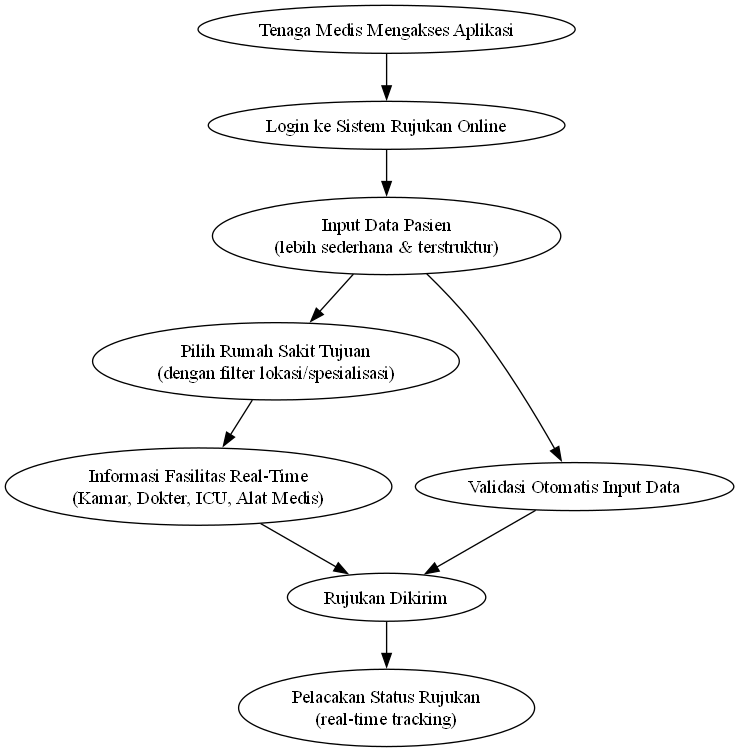 Tenaga Medis Mengakses Aplikasi
Login ke Sistem Rujukan Online
Input Data Pasien
(lebih sederhana & terstruktur)
Pilih Rumah Sakit Tujuan
(dengan filter lokasi/spesialisasi)
Informasi Fasilitas Real-Time
(Kamar, Dokter, ICU, Alat Medis)
Validasi Otomatis Input Data
Rujukan Dikirim
Pelacakan Status Rujukan
(real-time tracking)